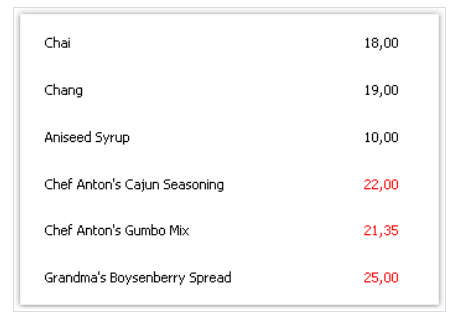 Chai 18,00
Chang 19,00
Aniseed Syrup 10,00
Chef Anton's Cajun Seasoning 22,00
Chef Anton's Gumbo Mix 21,35
Grandma's Boysenberry Spread 25,00